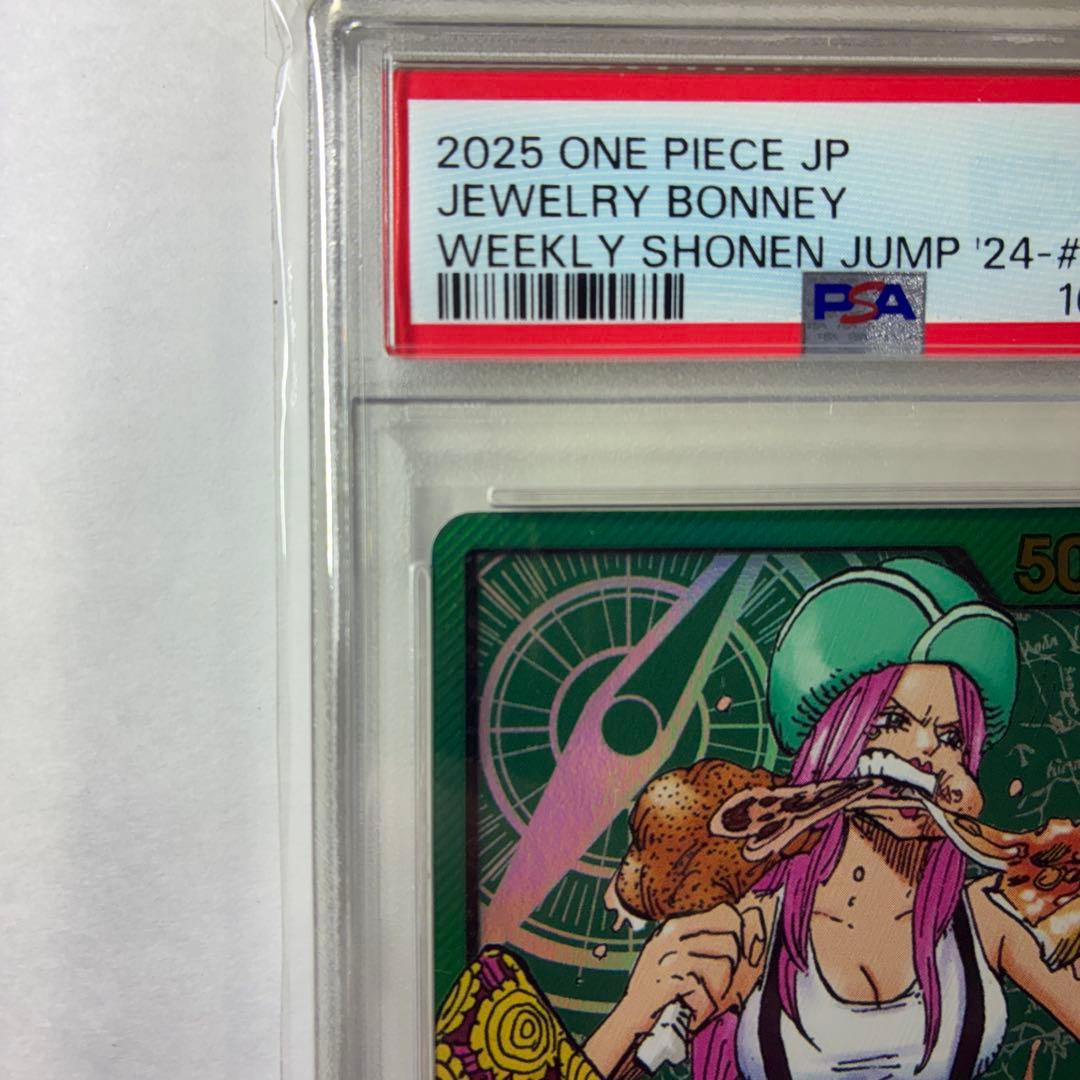 2025 ONE PIECE JP
JEWELRY BONNEY
WEEKLY SHONEN JUMP '24-#
PSA